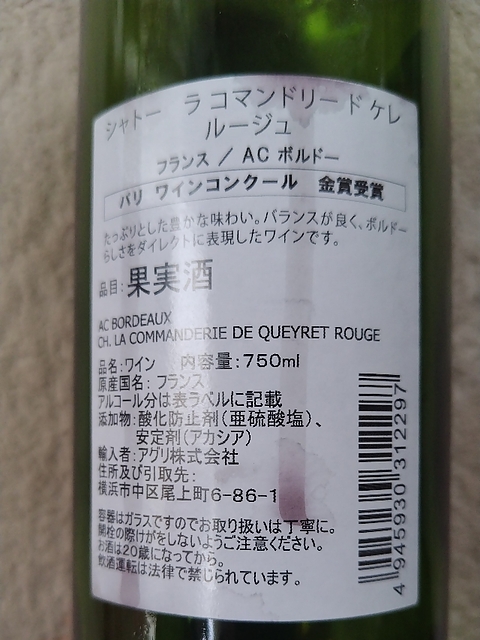 シャトー　ラ コマンドリー ド ケレ
ルージュ
フランス / AC ボルドー
パリ ワインコンクール　金賞受賞
たっぷりとした豊かな味わい。バランスが良く、ボルドー
らしさをダイレクトに表現したワインです。
品目：果実酒
AC BORDEAUX
CH. LA COMMANDERIE DE QUEYRET ROUGE
品名：ワイン　内容量：750ml
原産国名：フランス
アルコール分は表ラベルに記載
添加物：酸化防止剤（亜硫酸塩）、
安定剤（アカシア）
輸入者：アグリ株式会社
住所及び引取先：
横浜市中区尾上町6-86-1
容器はガラスですのでお取り扱いは丁寧に。
開栓の際けがをしないようご注意ください。
お酒は20歳になってから。
飲酒運転は法律で禁じられています。
4 945930 312297